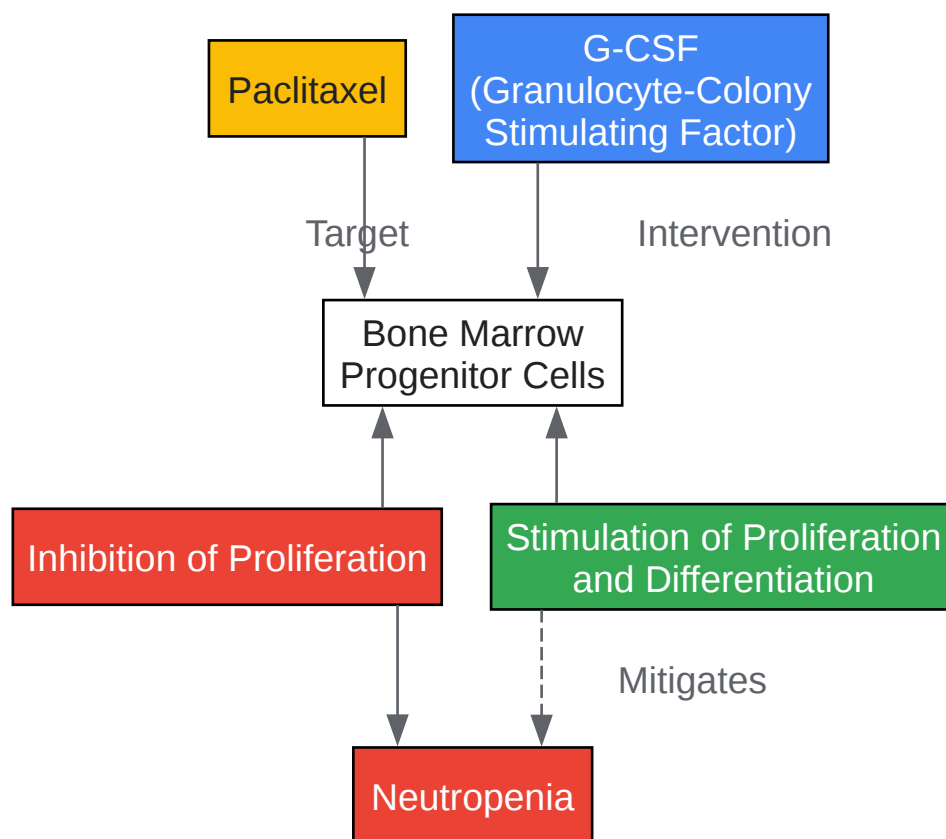 Paclitaxel
G-CSF
(Granulocyte-Colony
Stimulating Factor)
Target
Intervention
Bone Marrow
Progenitor Cells
Inhibition of Proliferation
Stimulation of Proliferation
and Differentiation
Mitigates
Neutropenia